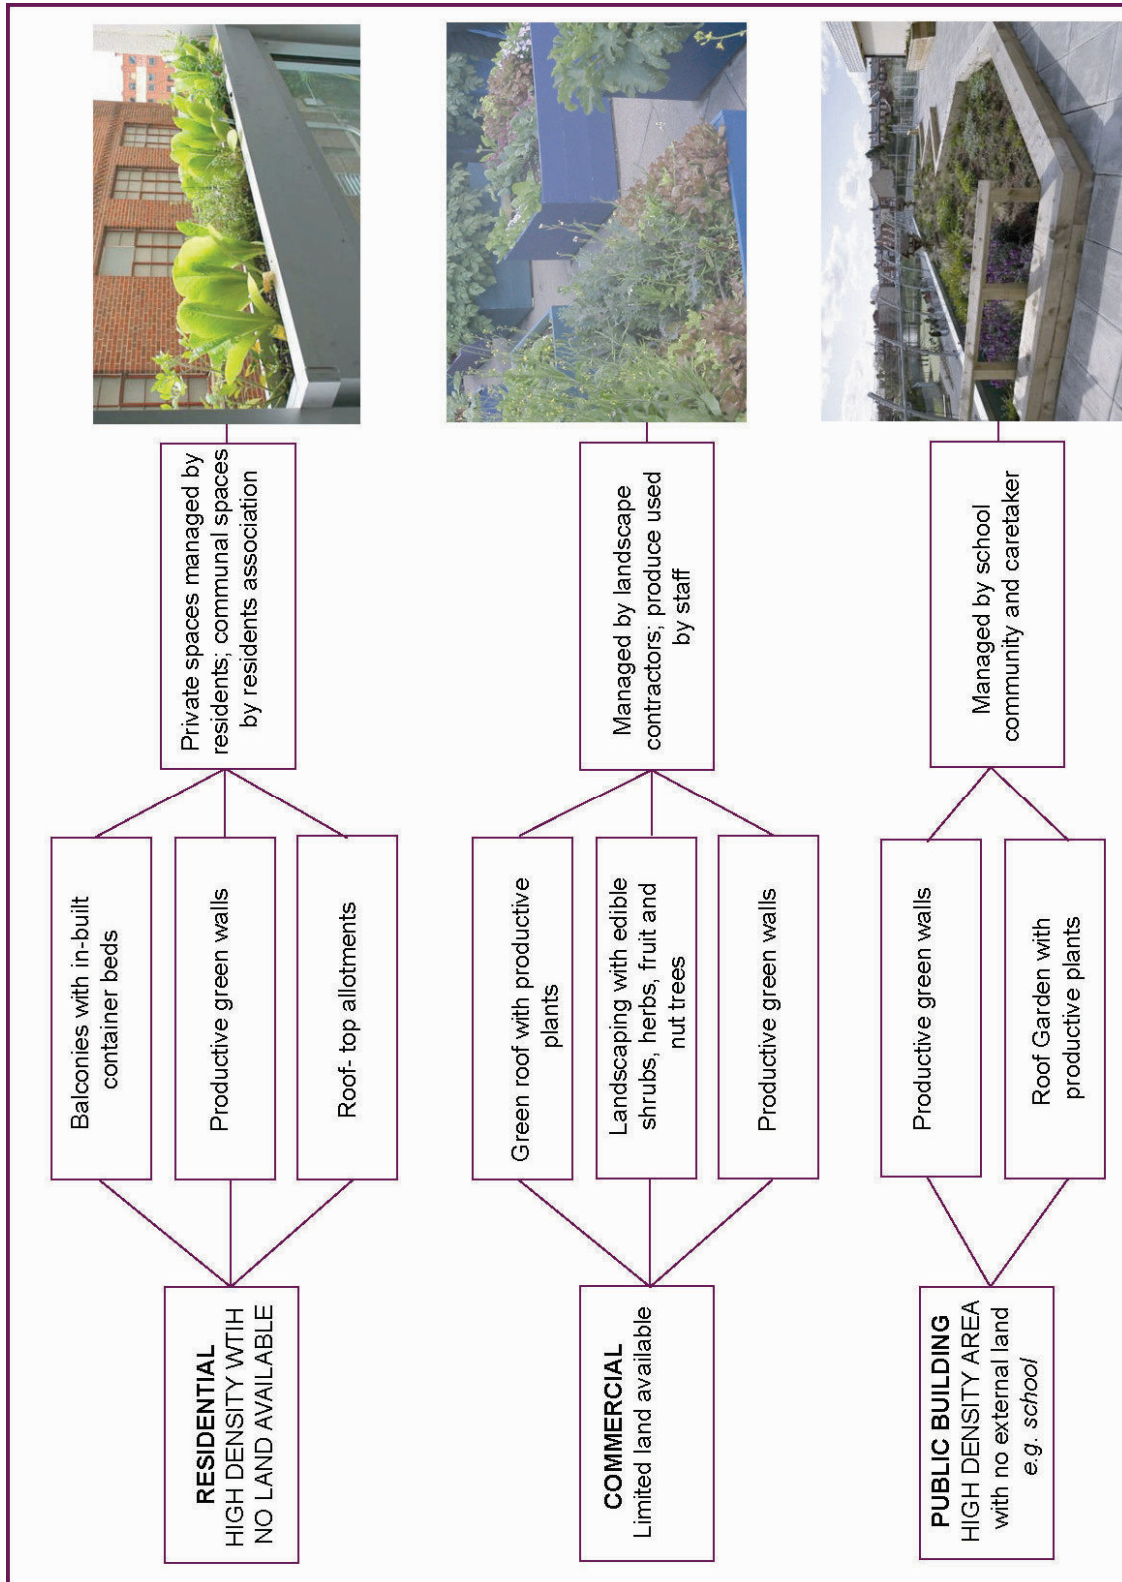 RESIDENTIAL
HIGH DENSITY WTIH
NO LAND AVAILABLE
Balconies with in-built
container beds
Productive green walls
Roof- top allotments
Private spaces managed by
residents; communal spaces
by residents association
COMMERCIAL
Limited land available
Green roof with productive
plants
Landscaping with edible
shrubs, herbs, fruit and
nut trees
Productive green walls
Managed by landscape
contractors; produce used
by staff
PUBLIC BUILDING
HIGH DENSITY AREA
with no external land
e.g. school
Productive green walls
Roof Garden with
productive plants
Managed by school
community and caretaker